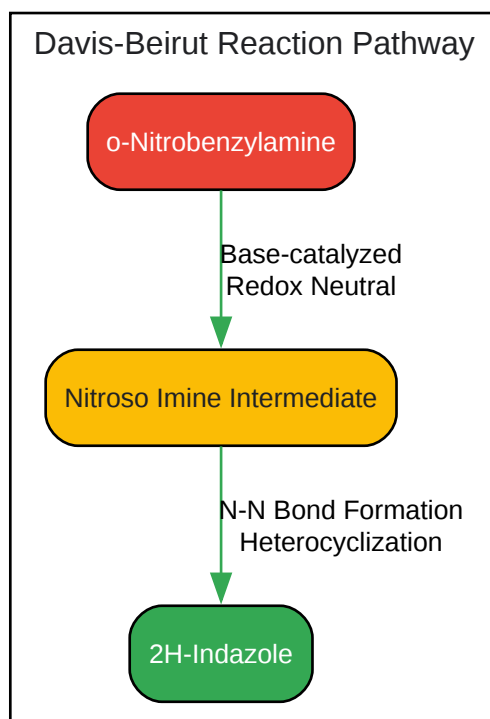 Davis-Beirut Reaction Pathway
o-Nitrobenzylamine
Base-catalyzed
Redox Neutral
Nitroso Imine Intermediate
N-N Bond Formation
Heterocyclization
2H-Indazole